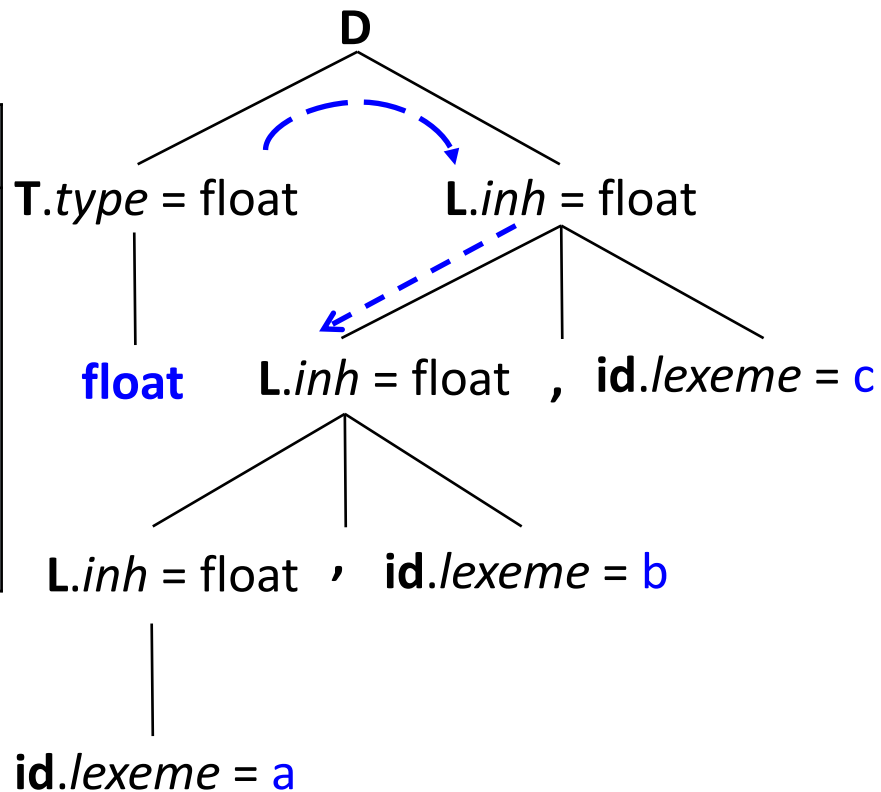 D
T.type = float L.inh = float
float L.inh = float , id.lexeme = c
L.inh = float , id.lexeme = b
id.lexeme = a